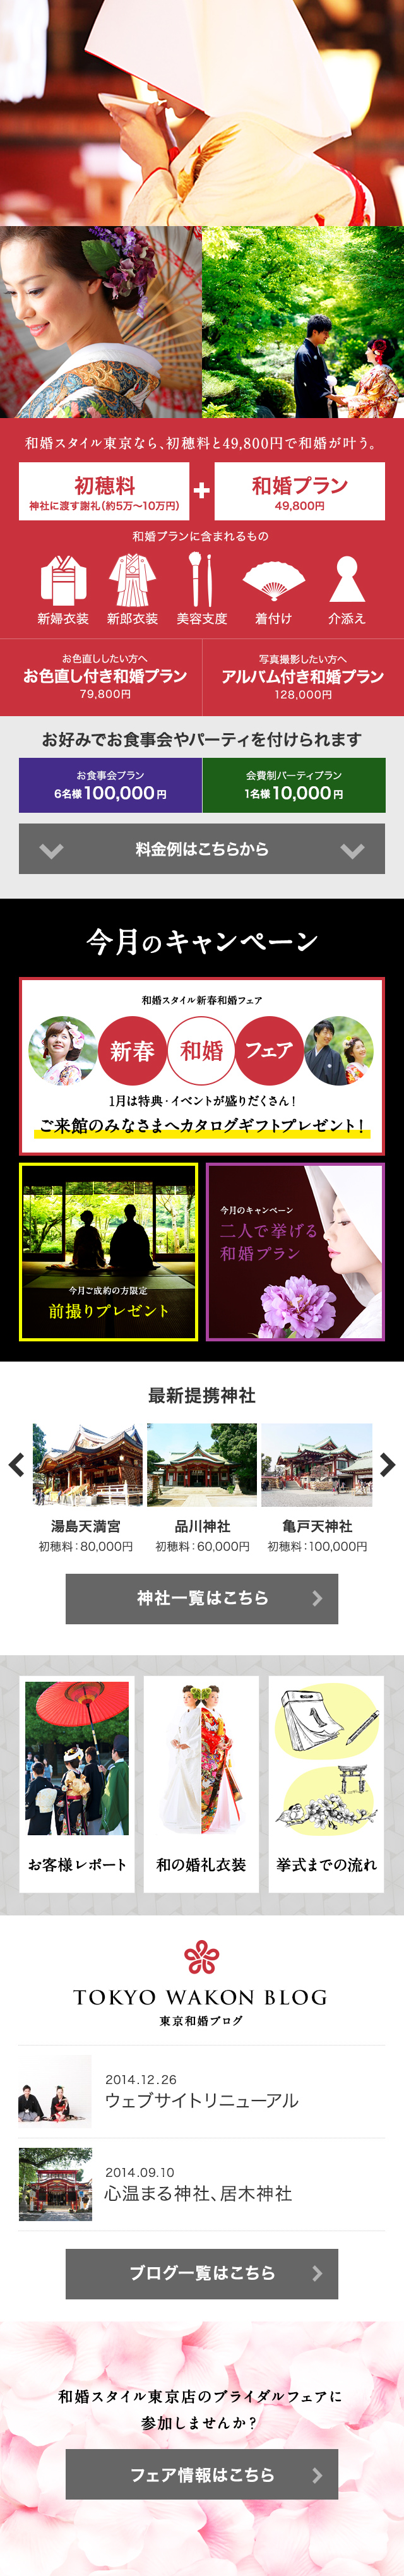 和婚スタイル東京なら、初穂料と49,800円で和婚が叶う。
初穂料
神社に渡す謝礼(約5万〜10万円)
+
和婚プラン
49,800円
和婚プランに含まれるもの
新婦衣装
新郎衣装
美容支度
着付け
介添え
お色直ししたい方へ
お色直し付き和婚プラン
79,800円
写真撮影したい方へ
アルバム付き和婚プラン
128,000円
お好みでお食事会やパーティを付けられます
お食事会プラン
6名様100,000円
会費制パーティプラン
1名様10,000円
料金例はこちらから
今月のキャンペーン
和婚スタイル新春和婚フェア
新春
和婚
フェア
1月は特典・イベントが盛りだくさん!
ご来館のみなさまへカタログギフトプレゼント!
今月ご成約の方限定
前撮りプレゼント
今月のキャンペーン
二人で挙げる
和婚プラン
最新提携神社
湯島天満宮
初穂料:80,000円
品川神社
初穂料:60,000円
亀戸天神社
初穂料:100,000円
神社一覧はこちら
お客様レポート
和の婚礼衣装
挙式までの流れ
TOKYO WAKON BLOG
東京和婚ブログ
2014.12.26
ウェブサイトリニューアル
2014.09.10
心温まる神社、居木神社
ブログ一覧はこちら
和婚スタイル東京店のブライダルフェアに
参加しませんか?
フェア情報はこちら